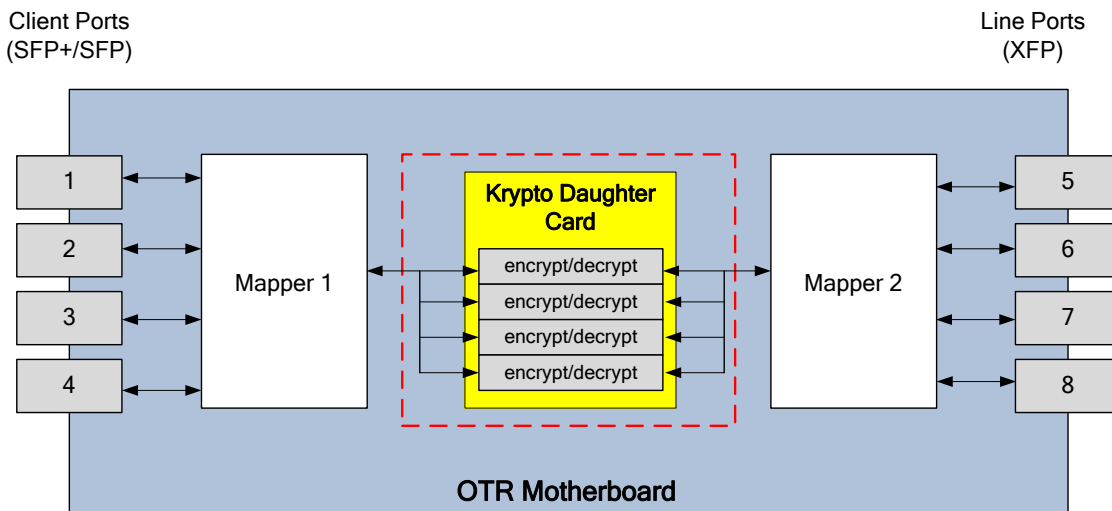 Client Ports
(SFP+/SFP)
Line Ports
(XFP)
1
2
3
4
Mapper 1
Krypto Daughter
Card
encrypt/decrypt
encrypt/decrypt
encrypt/decrypt
encrypt/decrypt
Mapper 2
5
6
7
8
OTR Motherboard